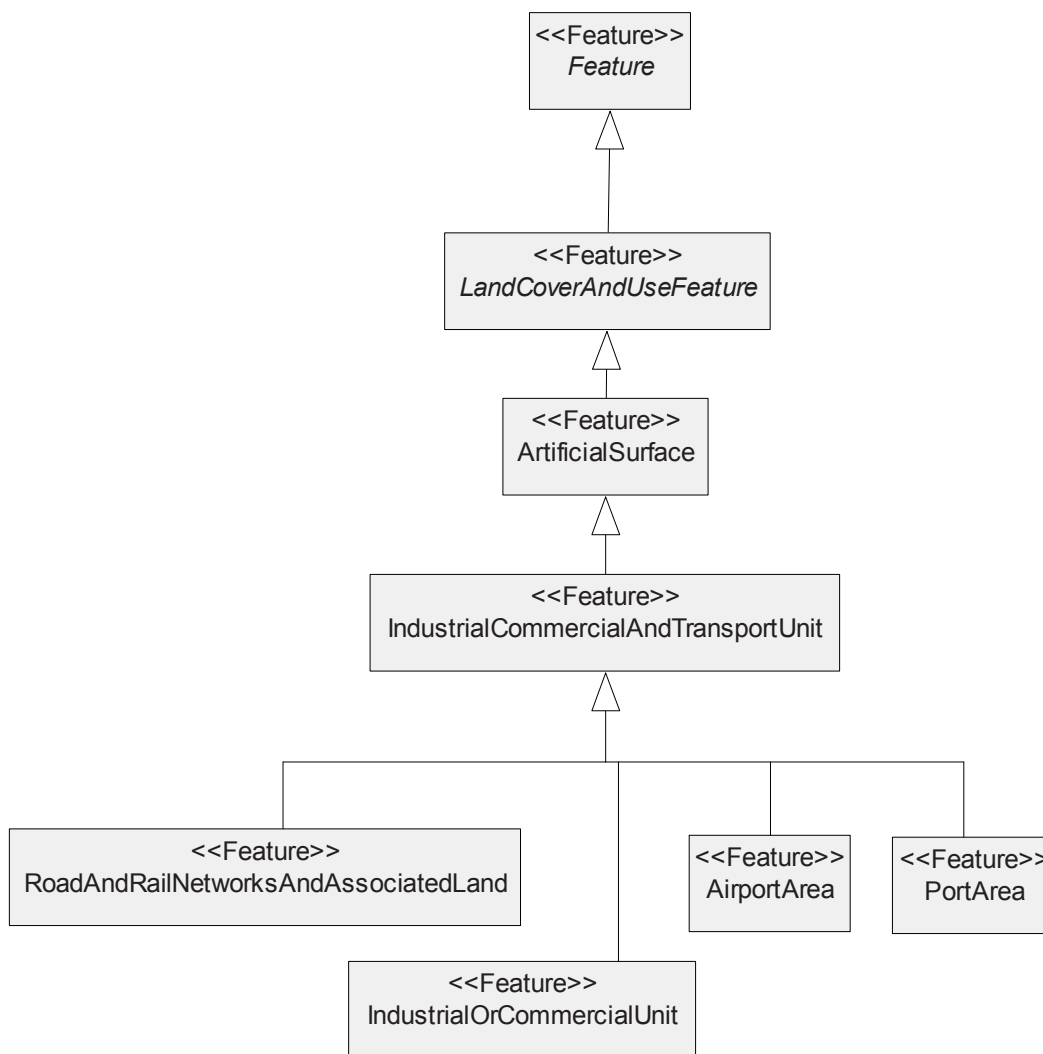 <<Feature>>
Feature
<<Feature>>
LandCoverAndUseFeature
<<Feature>>
ArtificialSurface
<<Feature>>
IndustrialCommercialAndTransportUnit
<<Feature>>
RoadAndRailNetworksAndAssociatedLand
<<Feature>>
AirportArea
<<Feature>>
PortArea
<<Feature>>
IndustrialOrCommercialUnit